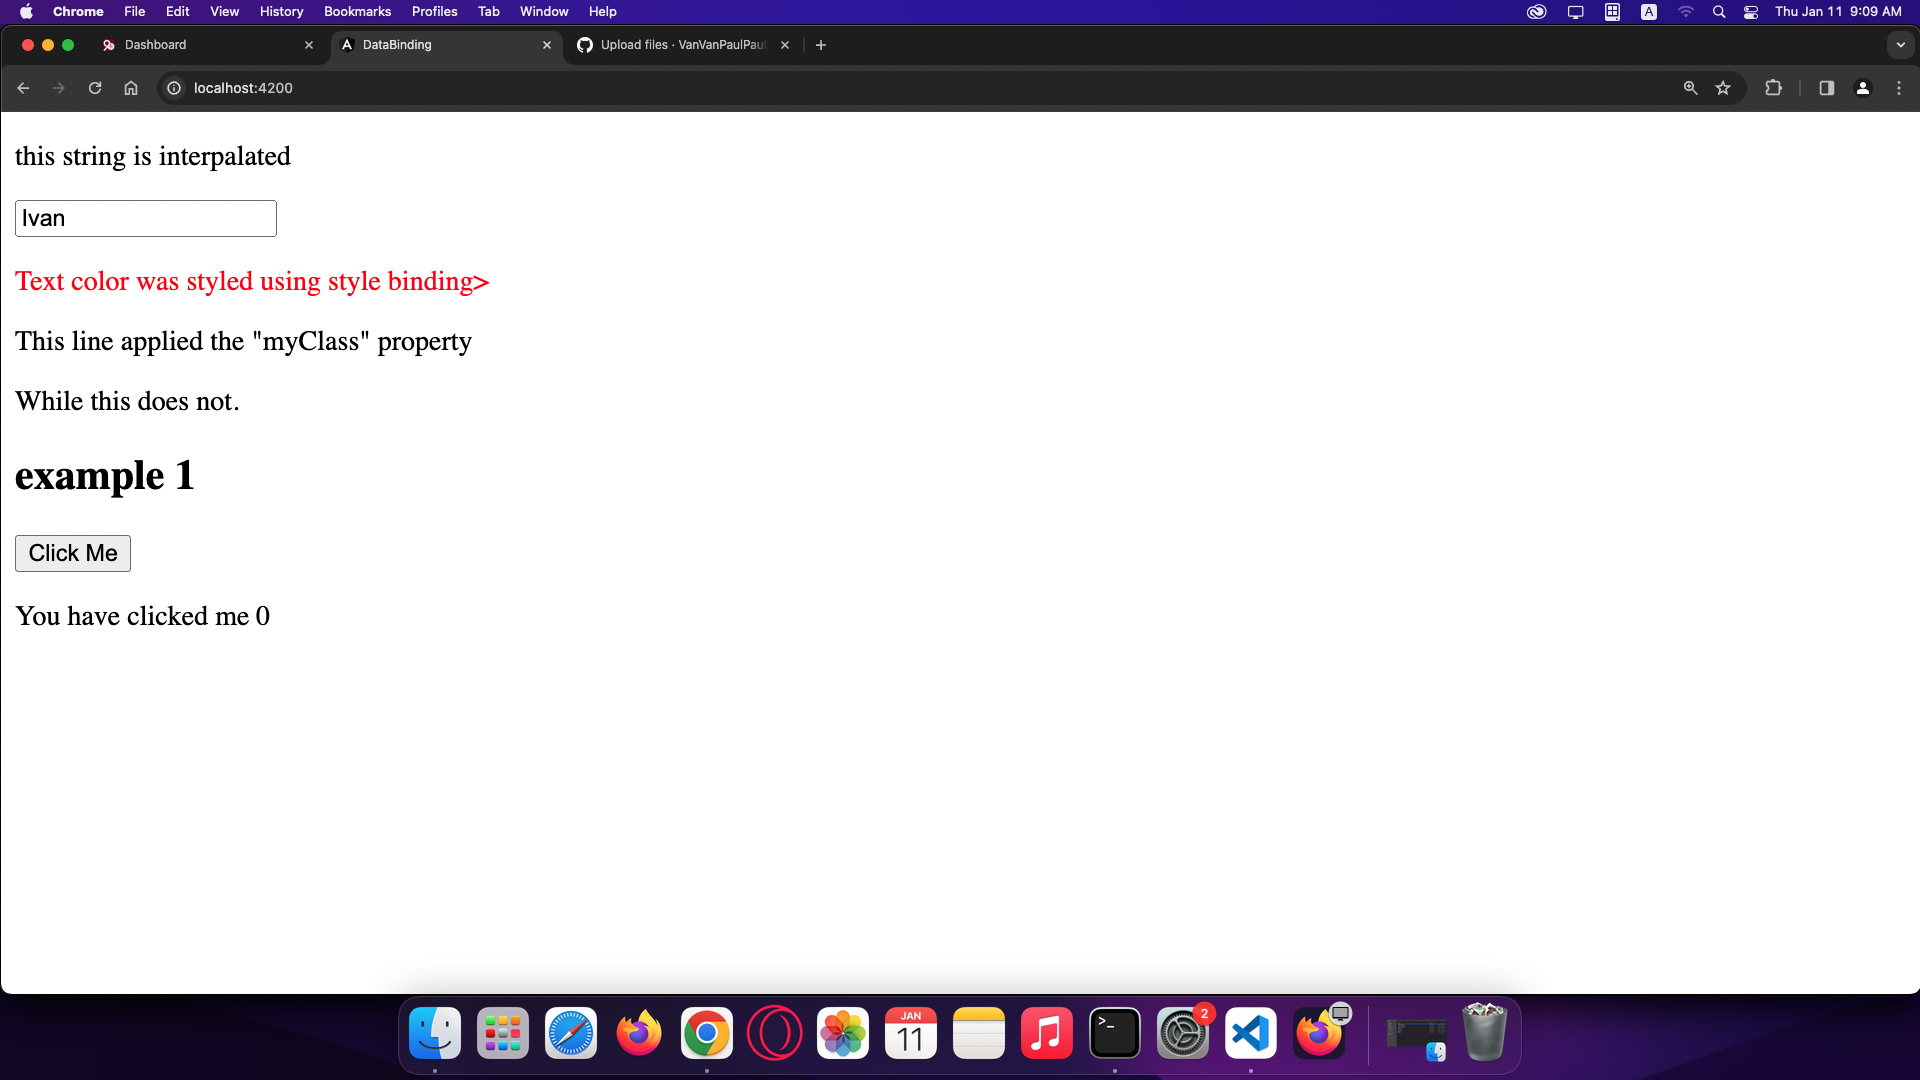 Chrome File Edit View History Bookmarks Profiles Tab Window Help A Thu Jan 11 9:09 AM
Dashboard DataBinding Upload files · VanVanPaulPaul
localhost:4200
this string is interpalated
Ivan
Text color was styled using style binding>
This line applied the "myClass" property
While this does not.
example 1
Click Me
You have clicked me 0
JAN
11
>_
2